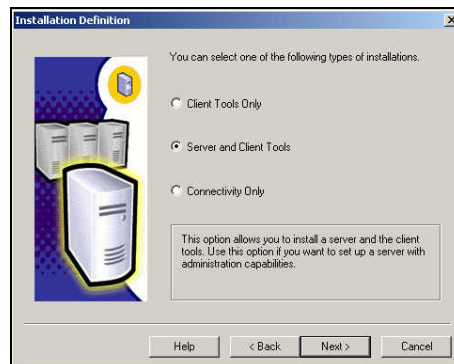 Installation Definition
You can select one of the following types of installations.
Client Tools Only
Server and Client Tools
Connectivity Only
This option allows you to install a server and the client
tools. Use this option if you want to set up a server with
administration capabilities.
Help
< Back
Next >
Cancel